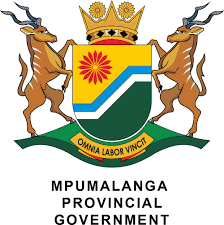 OMNIA LABOR VINCIT
MPUMALANGA
PROVINCIAL
GOVERNMENT